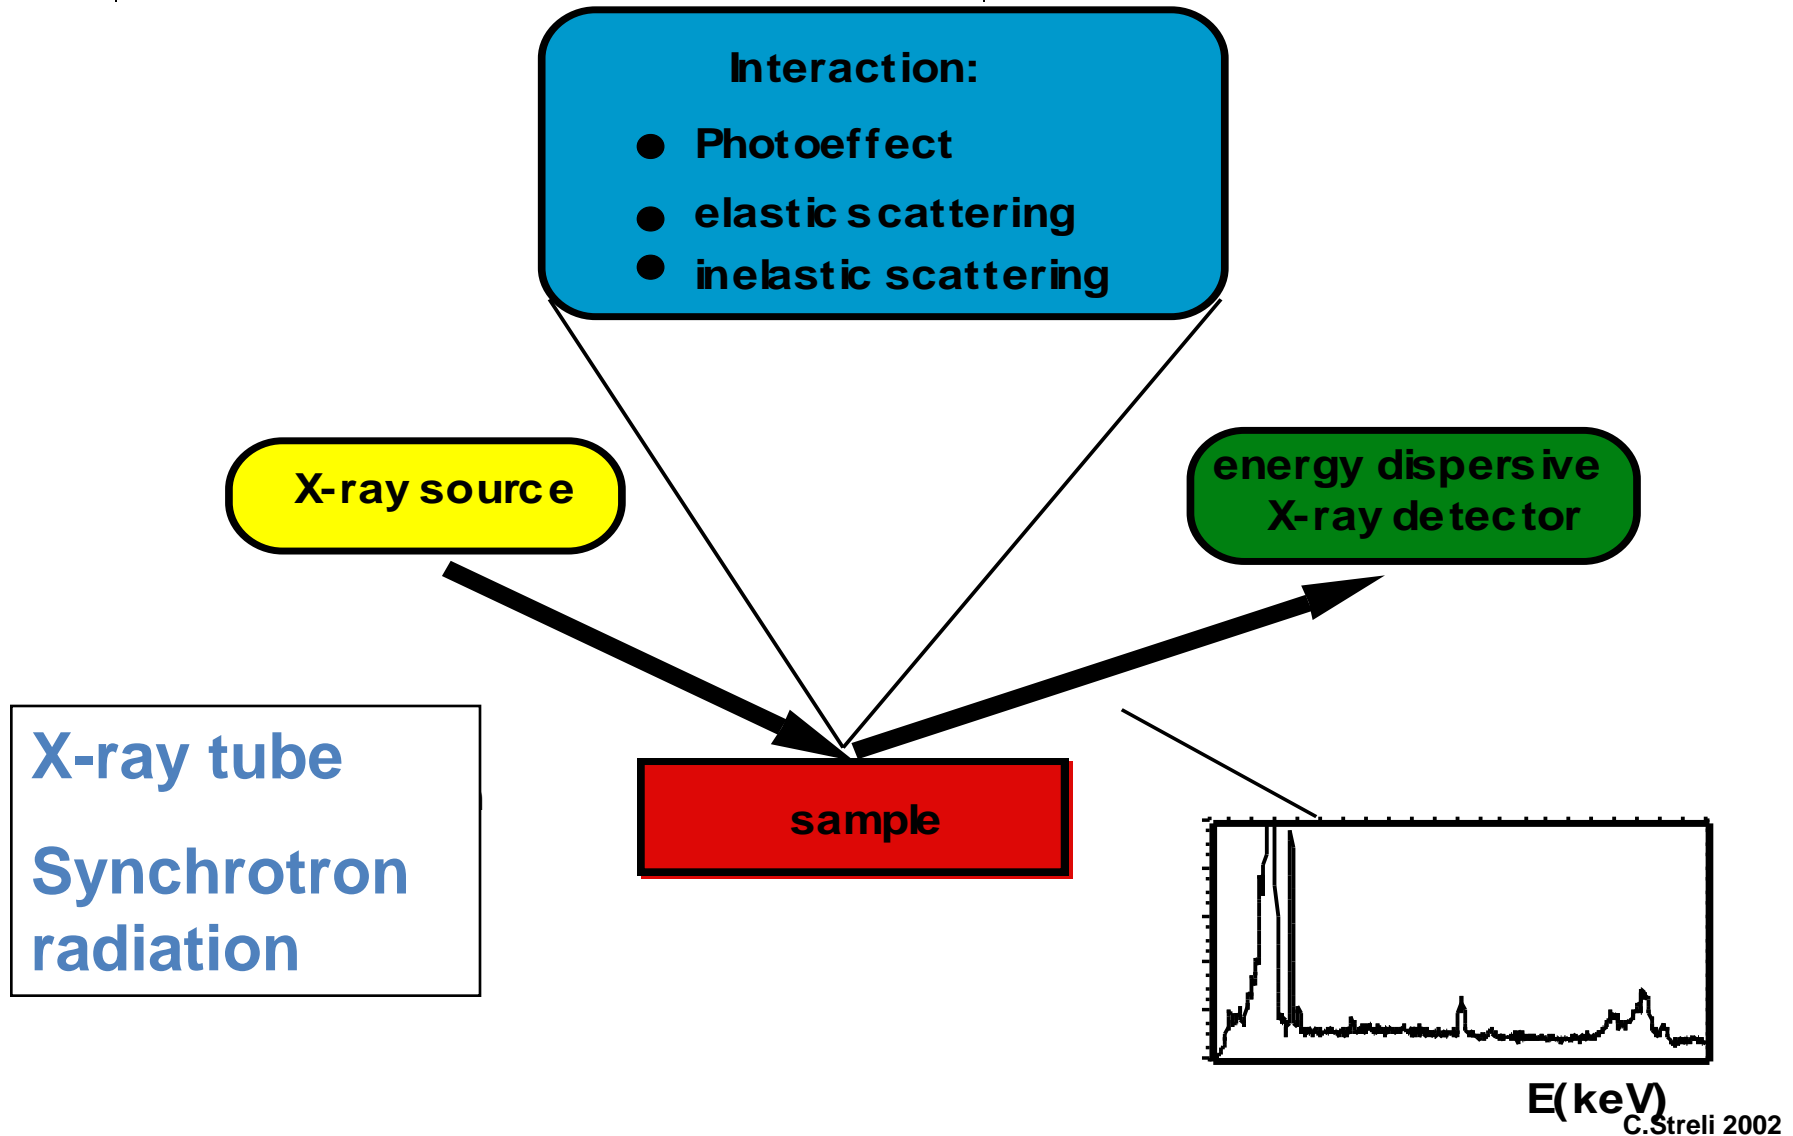 Interaction:
● Photoeffect
● elastic scattering
● inelastic scattering
X-ray source
energy dispersive
X-ray detector
X-ray tube
Synchrotron
radiation
sample
E(keV)
C.Streli 2002